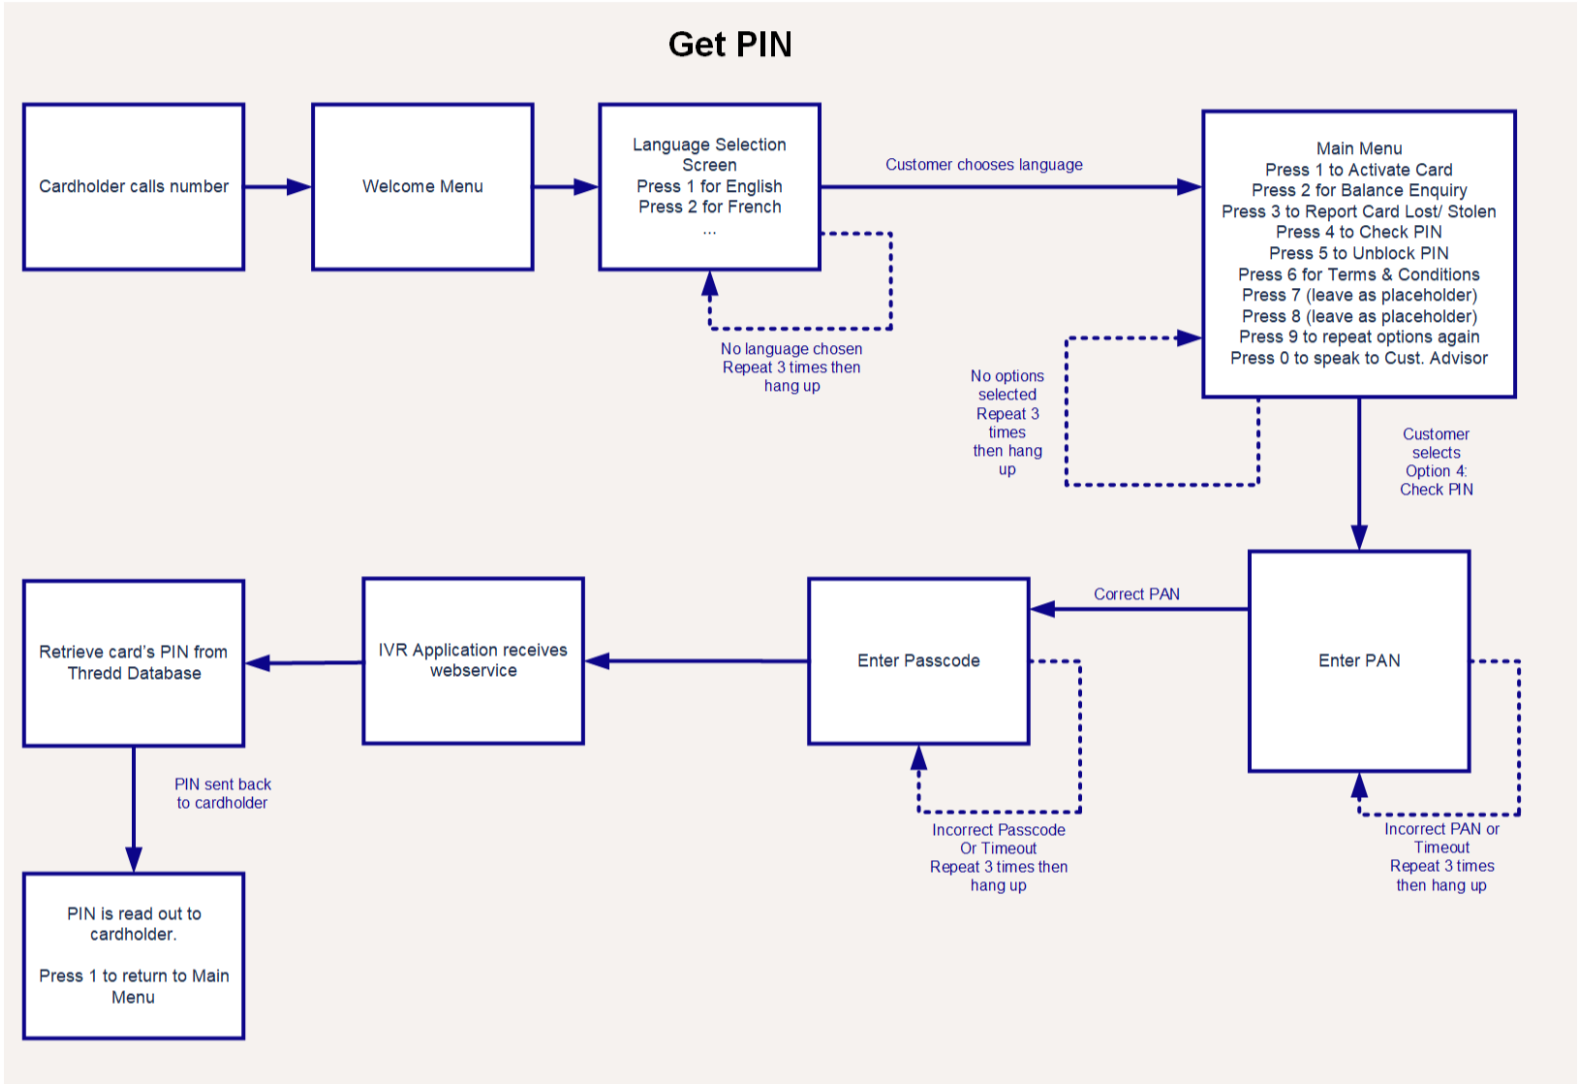 Get PIN
Cardholder calls number
Welcome Menu
Language Selection
Screen
Press 1 for English
Press 2 for French
...
Customer chooses language
No language chosen
Repeat 3 times then
hang up
Main Menu
Press 1 to Activate Card
Press 2 for Balance Enquiry
Press 3 to Report Card Lost/ Stolen
Press 4 to Check PIN
Press 5 to Unblock PIN
Press 6 for Terms & Conditions
Press 7 (leave as placeholder)
Press 8 (leave as placeholder)
Press 9 to repeat options again
Press 0 to speak to Cust. Advisor
No options
selected
Repeat 3
times
then hang
up
Customer
selects
Option 4:
Check PIN
Enter PAN
Incorrect PAN or
Timeout
Repeat 3 times
then hang up
Correct PAN
Enter Passcode
Incorrect Passcode
Or Timeout
Repeat 3 times then
hang up
IVR Application receives
webservice
Retrieve card's PIN from
Thredd Database
PIN sent back
to cardholder
PIN is read out to
cardholder.
Press 1 to return to Main
Menu